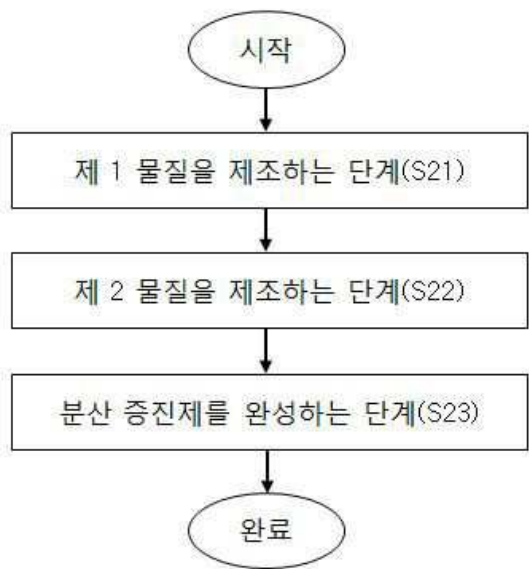 시작
제 1 물질을 제조하는 단계(S21)
제 2 물질을 제조하는 단계(S22)
분산 증진제를 완성하는 단계(S23)
완료